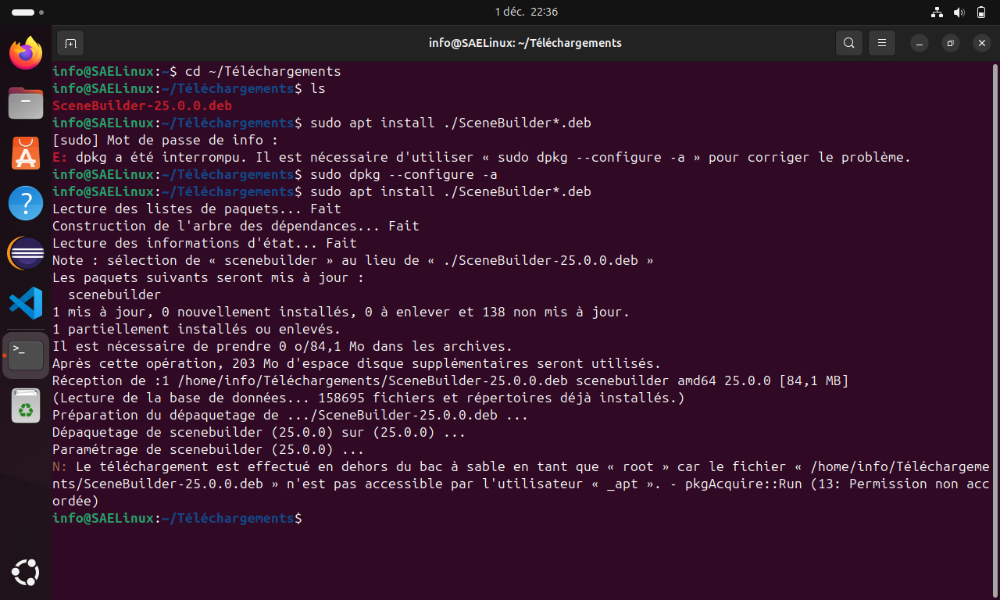 1 déc. 22:36
info@SAELinux: ~/Téléchargements
info@SAELinux:~$ cd ~/Téléchargements
info@SAELinux:~/Téléchargements$ ls
SceneBuilder-25.0.0.deb
info@SAELinux:~/Téléchargements$ sudo apt install ./SceneBuilder*.deb
[sudo] Mot de passe de info :
E: dpkg a été interrompu. Il est nécessaire d'utiliser « sudo dpkg --configure -a » pour corriger le problème.
info@SAELinux:~/Téléchargements$ sudo dpkg --configure -a
info@SAELinux:~/Téléchargements$ sudo apt install ./SceneBuilder*.deb
Lecture des listes de paquets... Fait
Construction de l'arbre des dépendances... Fait
Lecture des informations d'état... Fait
Note : sélection de « scenebuilder » au lieu de « ./SceneBuilder-25.0.0.deb »
Les paquets suivants seront mis à jour :
  scenebuilder
1 mis à jour, 0 nouvellement installés, 0 à enlever et 138 non mis à jour.
1 partiellement installés ou enlevés.
Il est nécessaire de prendre 0 o/84,1 Mo dans les archives.
Après cette opération, 203 Mo d'espace disque supplémentaires seront utilisés.
Réception de :1 /home/info/Téléchargements/SceneBuilder-25.0.0.deb scenebuilder amd64 25.0.0 [84,1 MB]
(Lecture de la base de données... 158695 fichiers et répertoires déjà installés.)
Préparation du dépaquetage de .../SceneBuilder-25.0.0.deb ...
Dépaquetage de scenebuilder (25.0.0) sur (25.0.0) ...
Paramétrage de scenebuilder (25.0.0) ...
N: Le téléchargement est effectué en dehors du bac à sable en tant que « root » car le fichier « /home/info/Téléchargeme
nts/SceneBuilder-25.0.0.deb » n'est pas accessible par l'utilisateur « _apt ». - pkgAcquire::Run (13: Permission non acc
ordée)
info@SAELinux:~/Téléchargements$